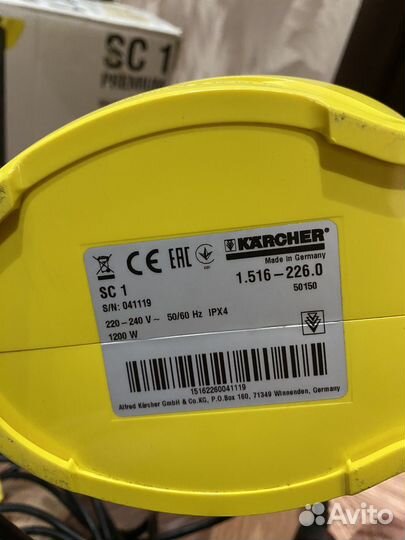 SC 1
PREMIUM
CE EAC
KÄRCHER
Made in Germany
SC 1
1.516-226.0
S/N: 041119
50150
220-240 V~ 50/60 Hz IPX4
1200 W
15162260041119
Alfred Kärcher GmbH & Co.KG, P.O.Box 160, 71349 Winnenden, Germany
Avito